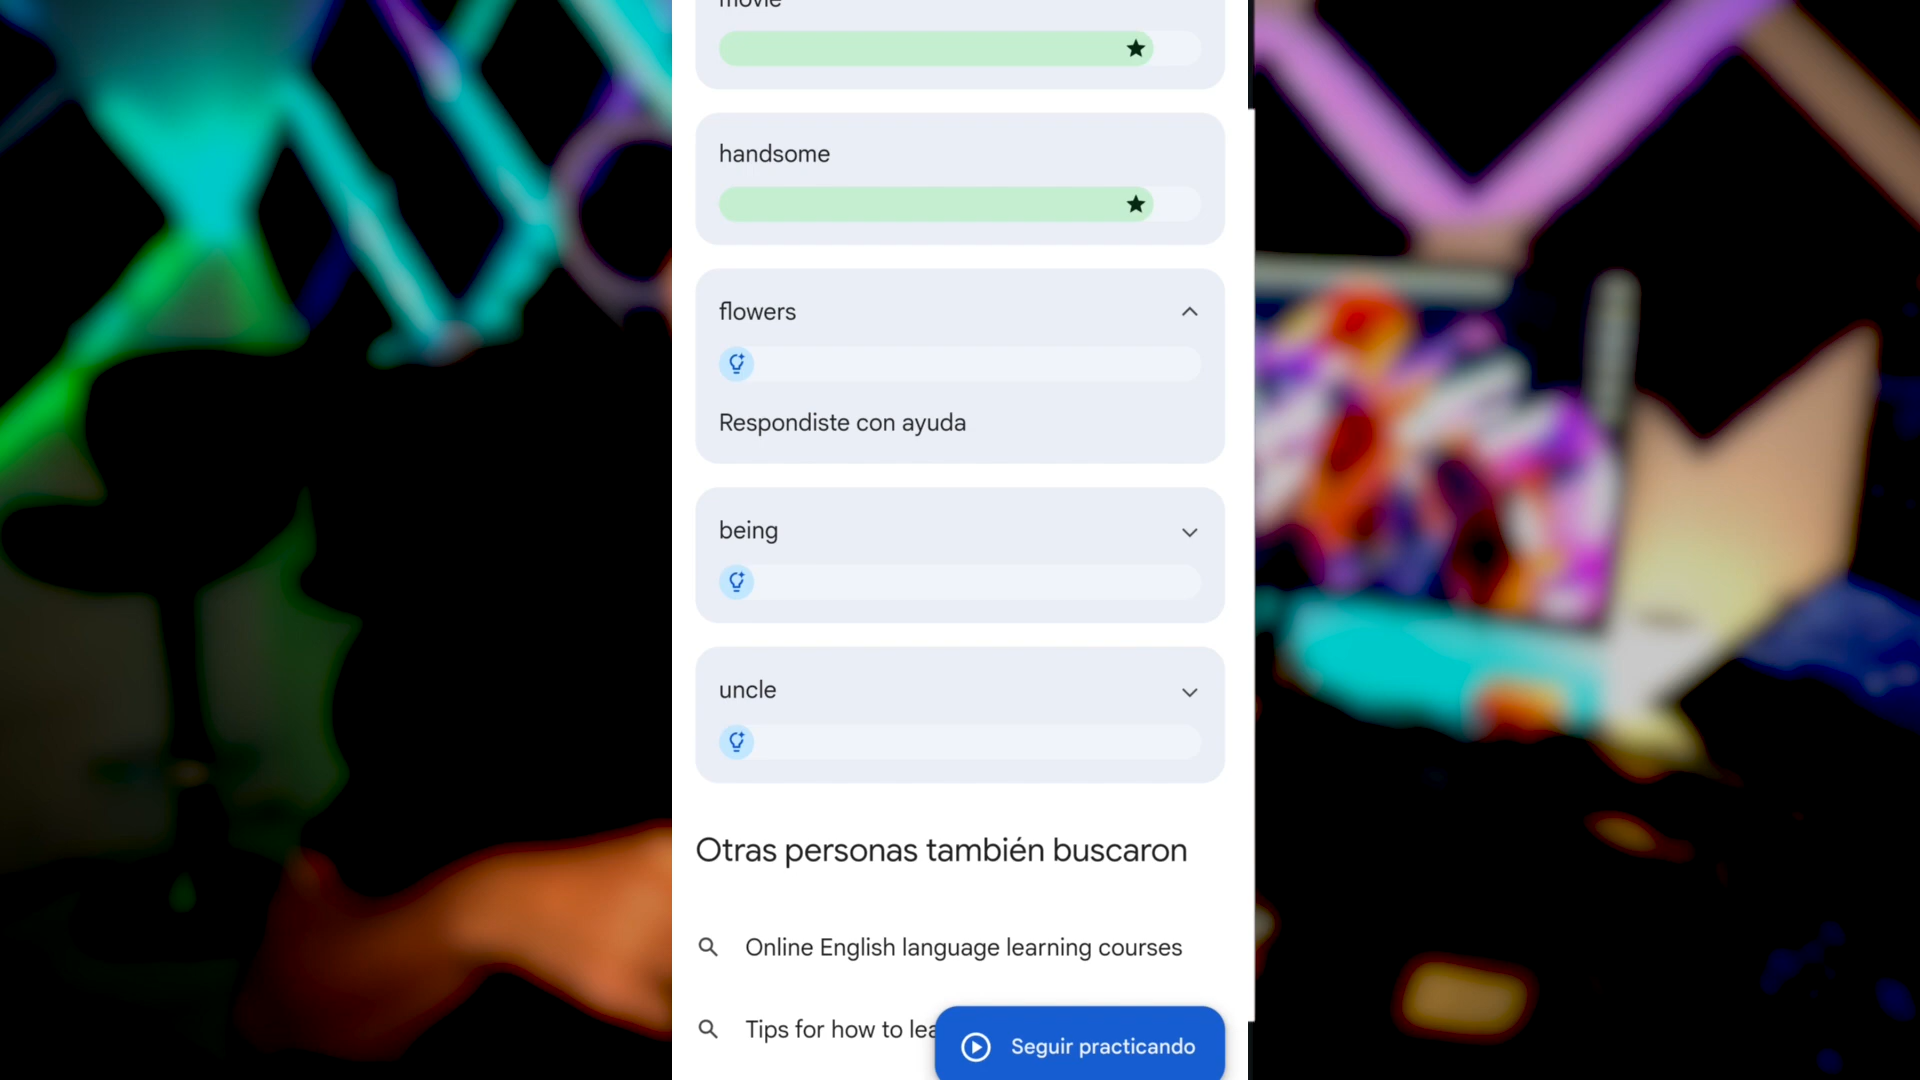 movie
handsome
flowers
Respondiste con ayuda
being
uncle
Otras personas también buscaron
Online English language learning courses
Tips for how to
Seguir practicando